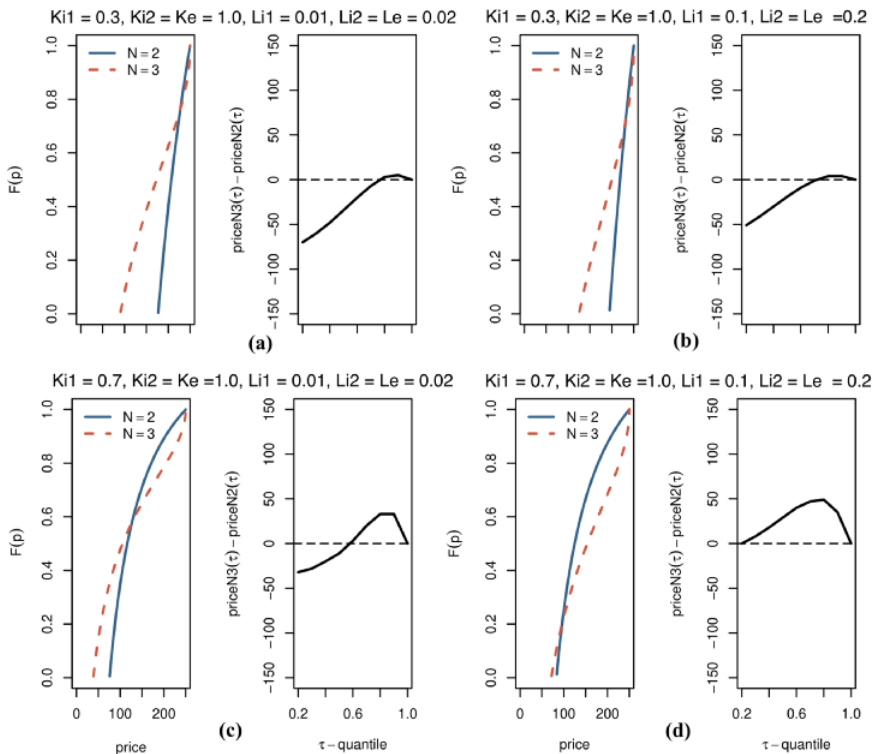 Ki1 = 0.3, Ki2 = Ke = 1.0, Li1 = 0.01, Li2 = Le = 0.02
F(p)
0.0 0.2 0.4 0.6 0.8 1.0
N = 2
N = 3
priceN3(τ) − priceN2(τ)
−150 −100 −50 0 50 100 150
(a)
Ki1 = 0.3, Ki2 = Ke =1.0, Li1 = 0.1, Li2 = Le =0.2
F(p)
0.0 0.2 0.4 0.6 0.8 1.0
N = 2
N = 3
priceN3(τ) − priceN2(τ)
−150 −100 −50 0 50 100 150
(b)
Ki1 = 0.7, Ki2 = Ke =1.0, Li1 = 0.01, Li2 = Le = 0.02
F(p)
0.0 0.2 0.4 0.6 0.8 1.0
N = 2
N = 3
0 100 200
price
priceN3(τ) − priceN2(τ)
−150 −100 −50 0 50 100 150
0.2 0.6 1.0
τ − quantile
(c)
Ki1 = 0.7, Ki2 = Ke =1.0, Li1 = 0.1, Li2 = Le = 0.2
F(p)
0.0 0.2 0.4 0.6 0.8 1.0
N = 2
N = 3
0 100 200
price
priceN3(τ) − priceN2(τ)
−150 −100 −50 0 50 100 150
0.2 0.6 1.0
τ − quantile
(d)